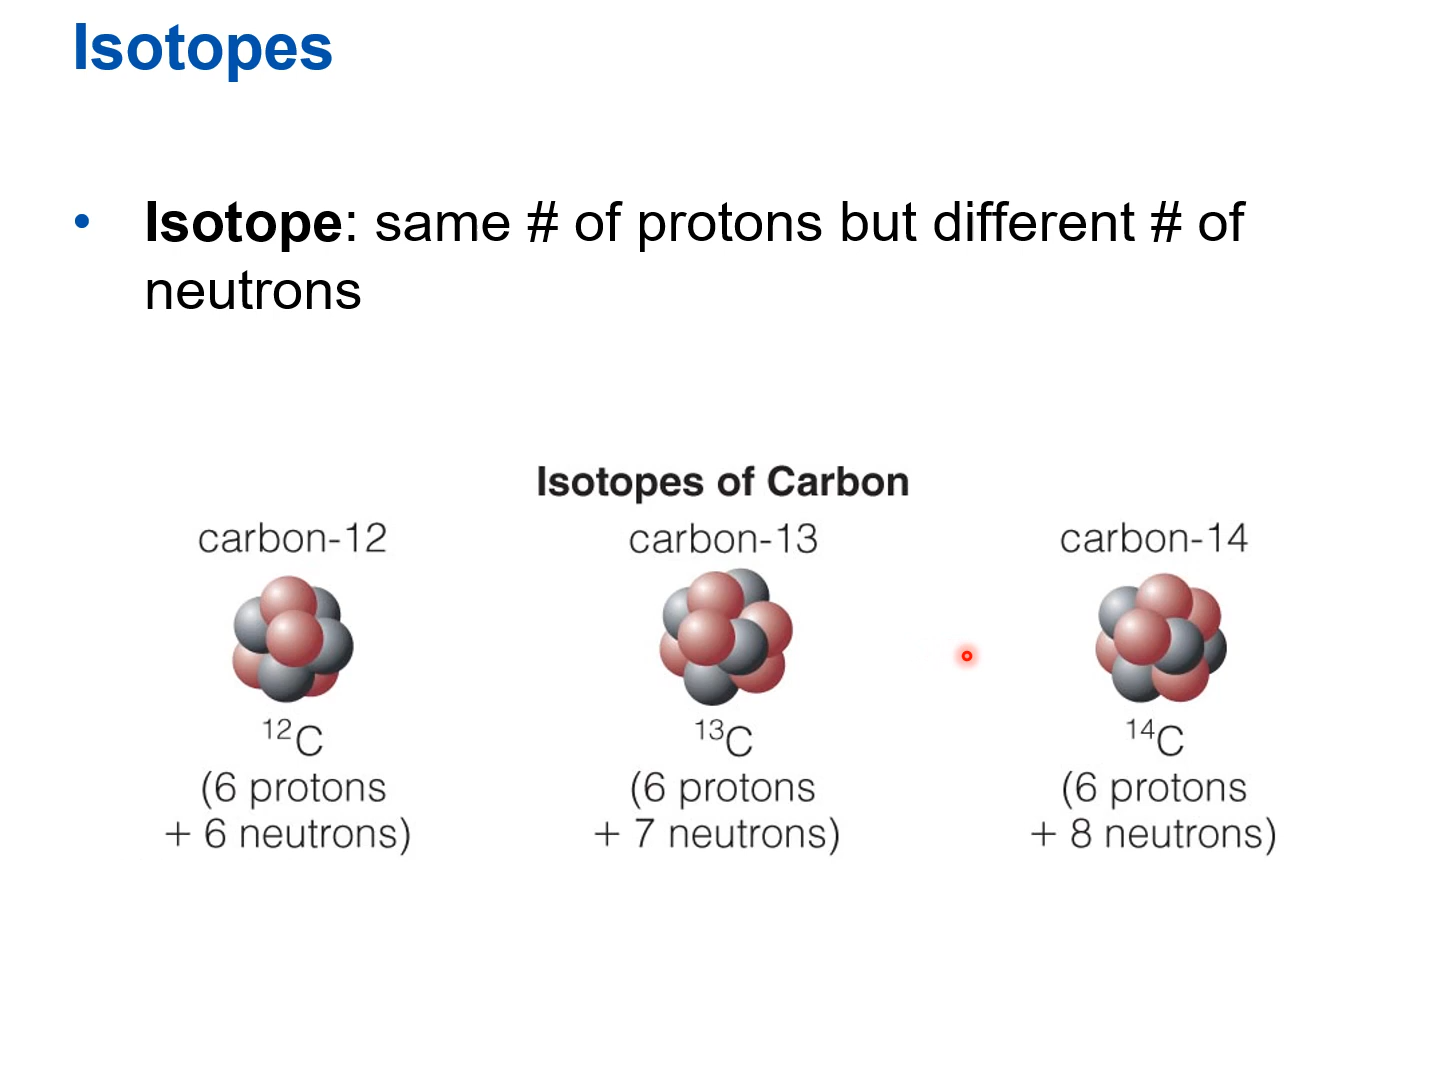 Isotopes
• Isotope: same # of protons but different # of
neutrons
Isotopes of Carbon
carbon-12
carbon-13
carbon-14
¹²C
(6 protons
+ 6 neutrons)
¹³C
(6 protons
+ 7 neutrons)
¹⁴C
(6 protons
+ 8 neutrons)